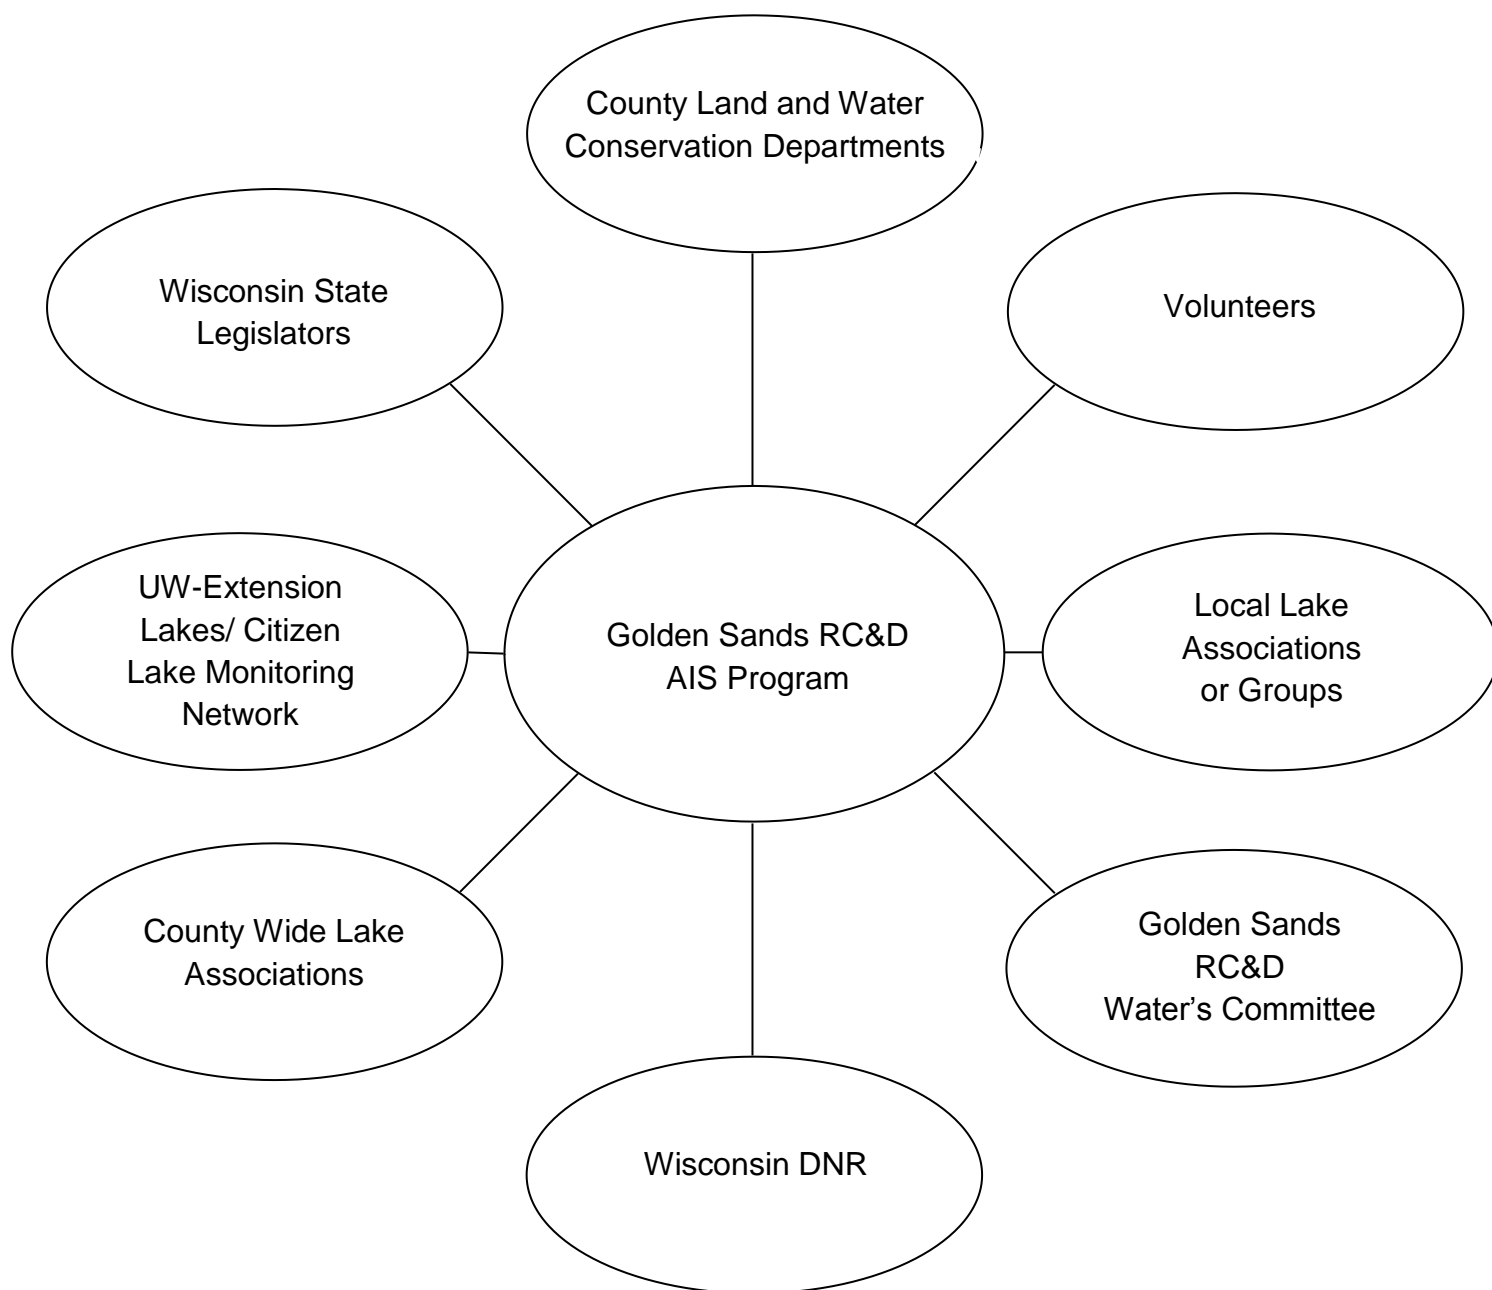 County Land and Water
Conservation Departments
Wisconsin State
Legislators
Volunteers
UW-Extension
Lakes/ Citizen
Lake Monitoring
Network
Golden Sands RC&D
AIS Program
Local Lake
Associations
or Groups
County Wide Lake
Associations
Golden Sands
RC&D
Water’s Committee
Wisconsin DNR